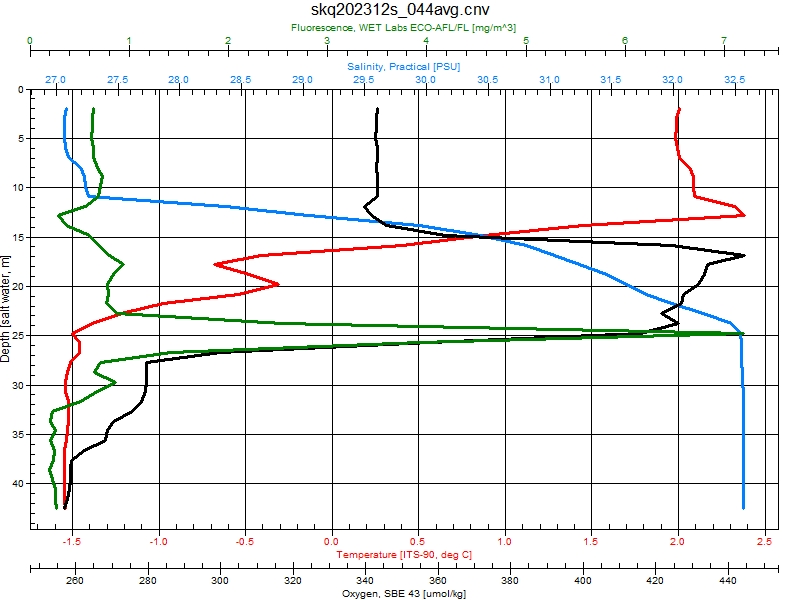 skq202312s_044avg.cnv
Fluorescence, WET Labs ECO-AFL/FL [mg/m^3]
0 1 2 3 4 5 6 7
Salinity, Practical [PSU]
27.0 27.5 28.0 28.5 29.0 29.5 30.0 30.5 31.0 31.5 32.0 32.5
0
5
10
15
20
25
30
35
40
Depth [salt water, m]
-1.5 -1.0 -0.5 0.0 0.5 1.0 1.5 2.0 2.5
Temperature [ITS-90, deg C]
260 280 300 320 340 360 380 400 420 440
Oxygen, SBE 43 [umol/kg]